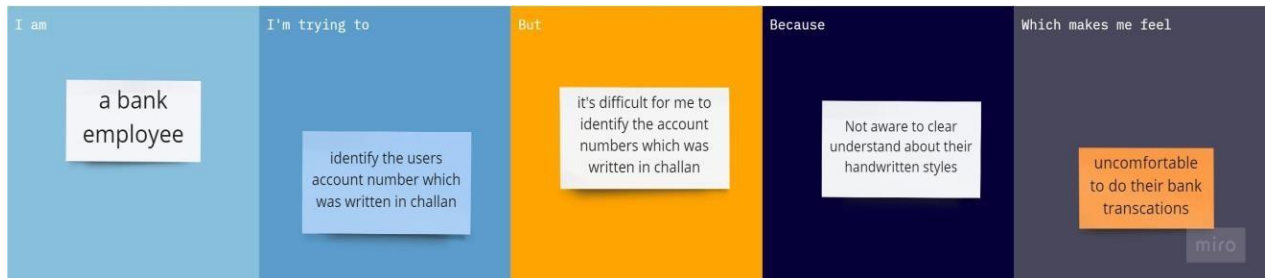 I am
a bank
employee
I'm trying to
identify the users
account number which
was written in challan
But
it's difficult for me to
identify the account
numbers which was
written in challan
Because
Not aware to clear
understand about their
handwritten styles
Which makes me feel
uncomfortable
to do their bank
transcations
miro